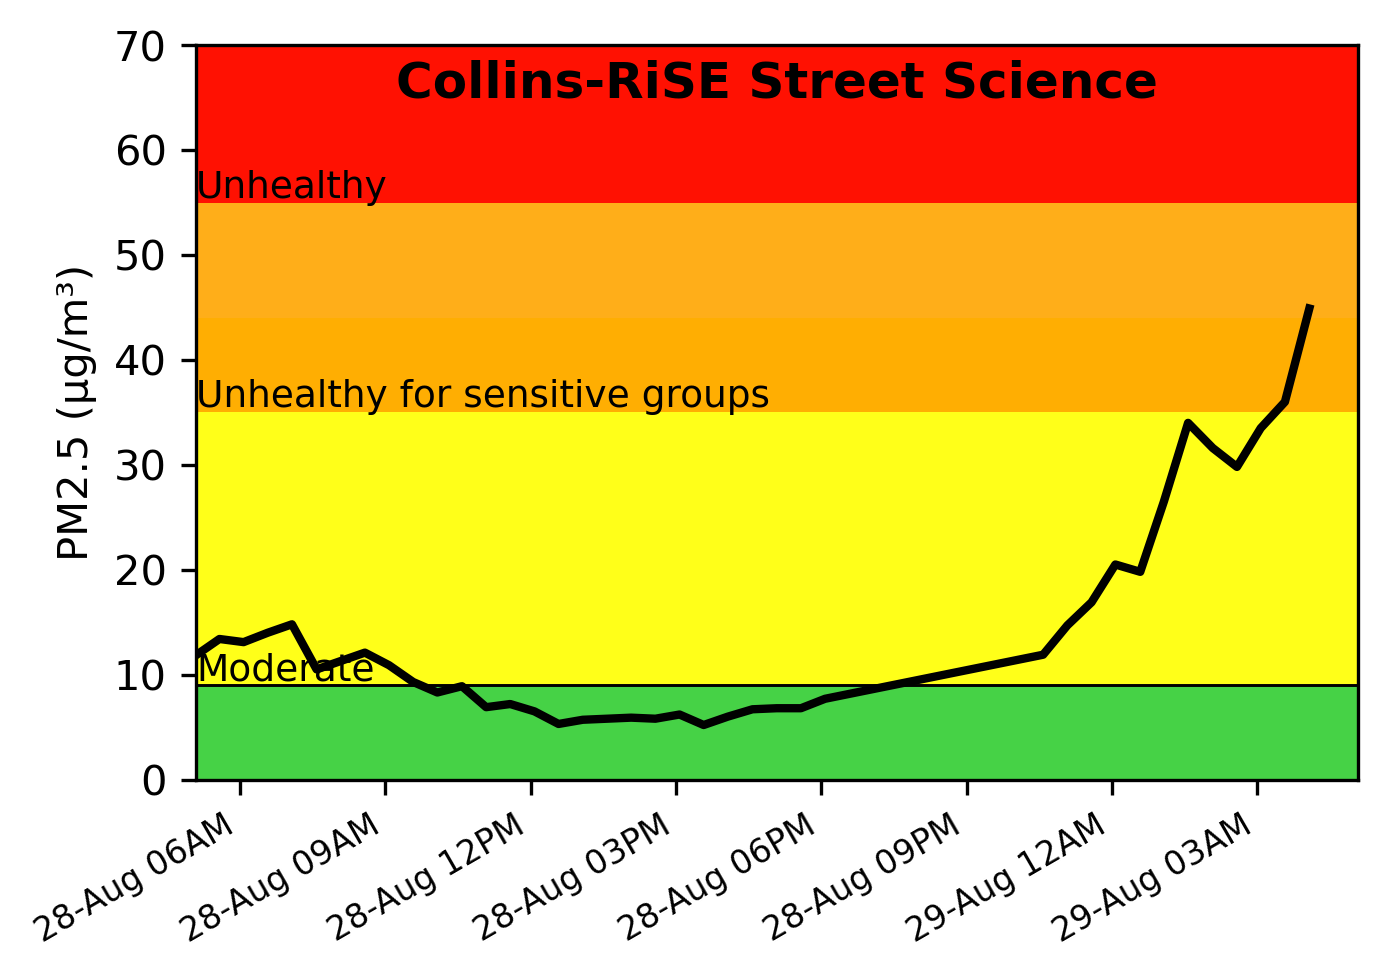 Collins-RiSE Street Science
70
60
50
40
30
20
10
0
PM2.5 (µg/m³)
Unhealthy
Unhealthy for sensitive groups
Moderate
28-Aug 06AM
28-Aug 09AM
28-Aug 12PM
28-Aug 03PM
28-Aug 06PM
28-Aug 09PM
29-Aug 12AM
29-Aug 03AM